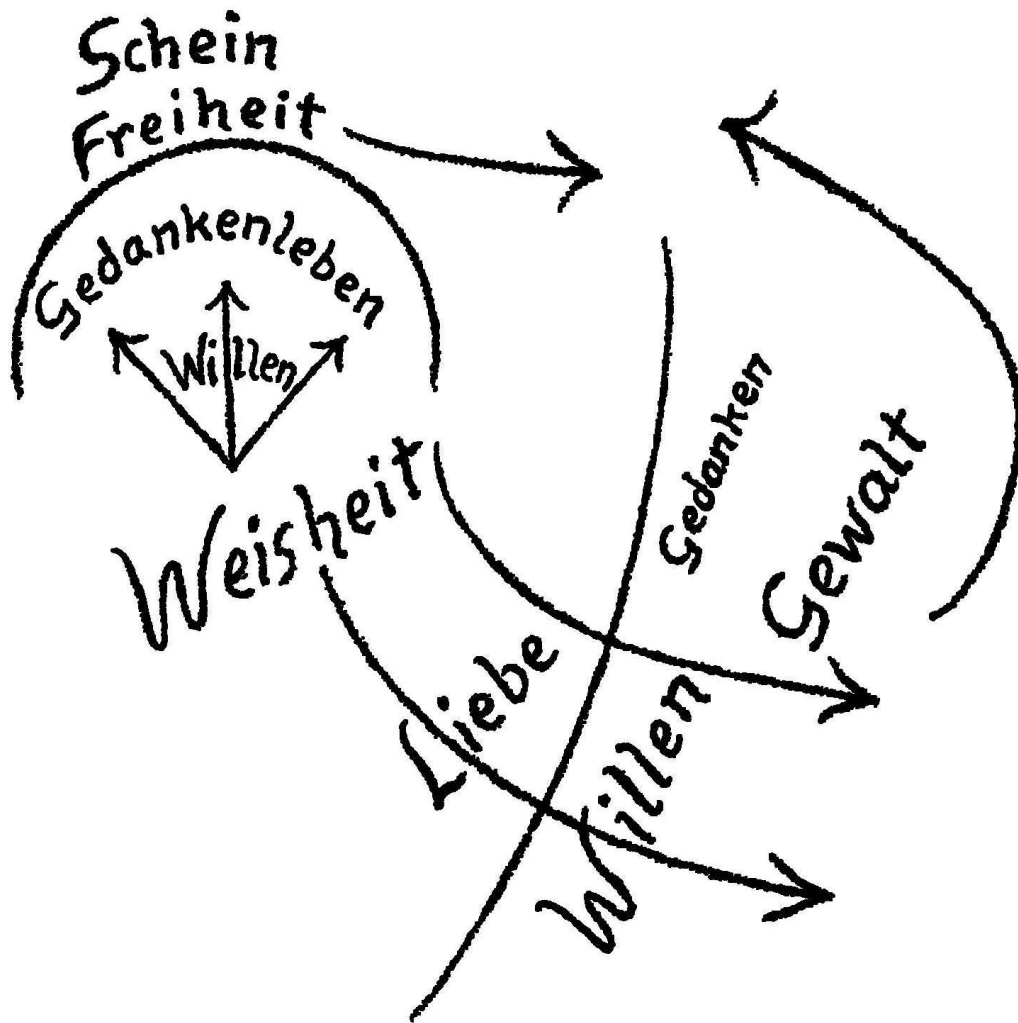 Schein
Freiheit
Gedankenleben
Willen
Weisheit
Liebe
Gedanken
Willen
Gewalt